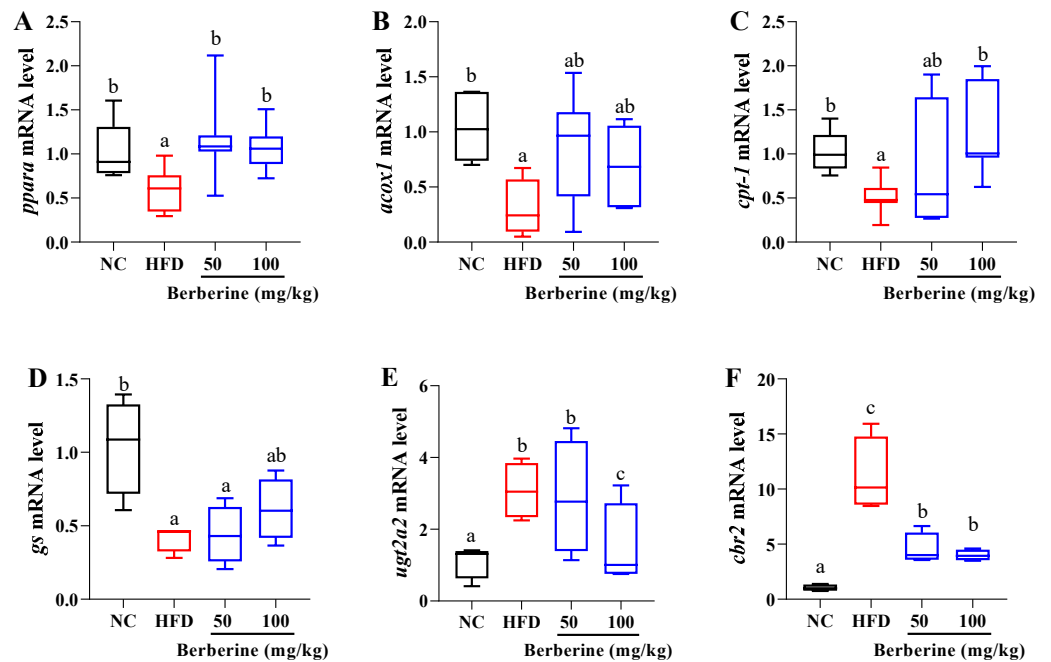 A
ppara mRNA level
2.5
2.0
1.5
1.0
0.5
0.0
b
a
b
b
NC HFD 50 100
Berberine (mg/kg)
B
acox1 mRNA level
2.0
1.5
1.0
0.5
0.0
b
a
ab
ab
NC HFD 50 100
Berberine (mg/kg)
C
cpt-1 mRNA level
2.5
2.0
1.5
1.0
0.5
0.0
b
a
ab
b
NC HFD 50 100
Berberine (mg/kg)
D
gs mRNA level
1.5
1.0
0.5
0.0
b
a
a
ab
NC HFD 50 100
Berberine (mg/kg)
E
ugt2a2 mRNA level
6
4
2
0
a
b
b
c
NC HFD 50 100
Berberine (mg/kg)
F
cbr2 mRNA level
20
15
10
5
0
a
c
b
b
NC HFD 50 100
Berberine (mg/kg)